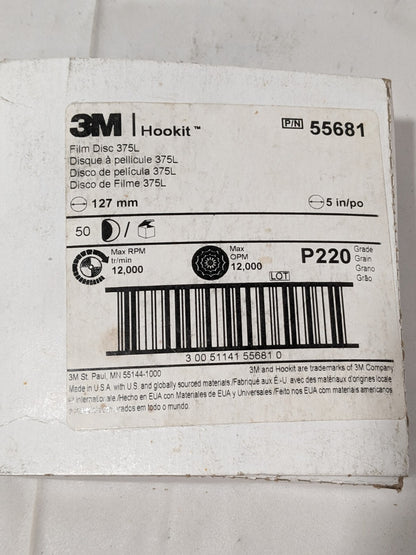 3M | Hookit™ P/N 55681
Film Disc 375L
Disque à pellicule 375L
Disco de película 375L
Disco de Filme 375L
127 mm 5 in/po
50 /
Max RPM
tr/min
12,000
Max
OPM
12,000
LOT
P220
Grade
Grain
Grano
Grão
3 00 51141 55681 0
3M St. Paul, MN 55144-1000 3M and Hookit are trademarks of 3M Company
Made in U.S.A. with U.S. and globally sourced materials/Fabriqué aux É.-U. avec des matériaux d'origines locale
internationale/Hecho en EUA con Materiales de EUA y Universales/Feito nos EUA com materiais americanos
em todo o mundo.